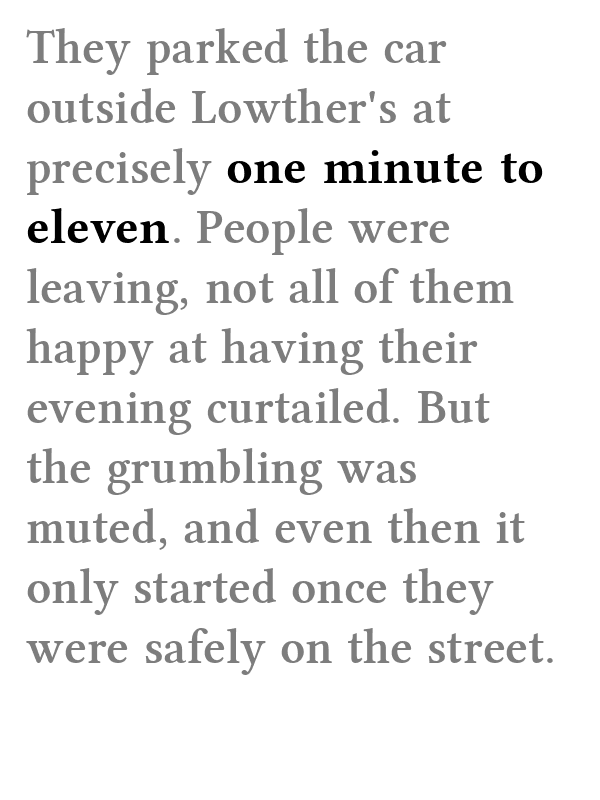 They parked the car
outside Lowther's at
precisely one minute to
eleven. People were
leaving, not all of them
happy at having their
evening curtailed. But
the grumbling was
muted, and even then it
only started once they
were safely on the street.